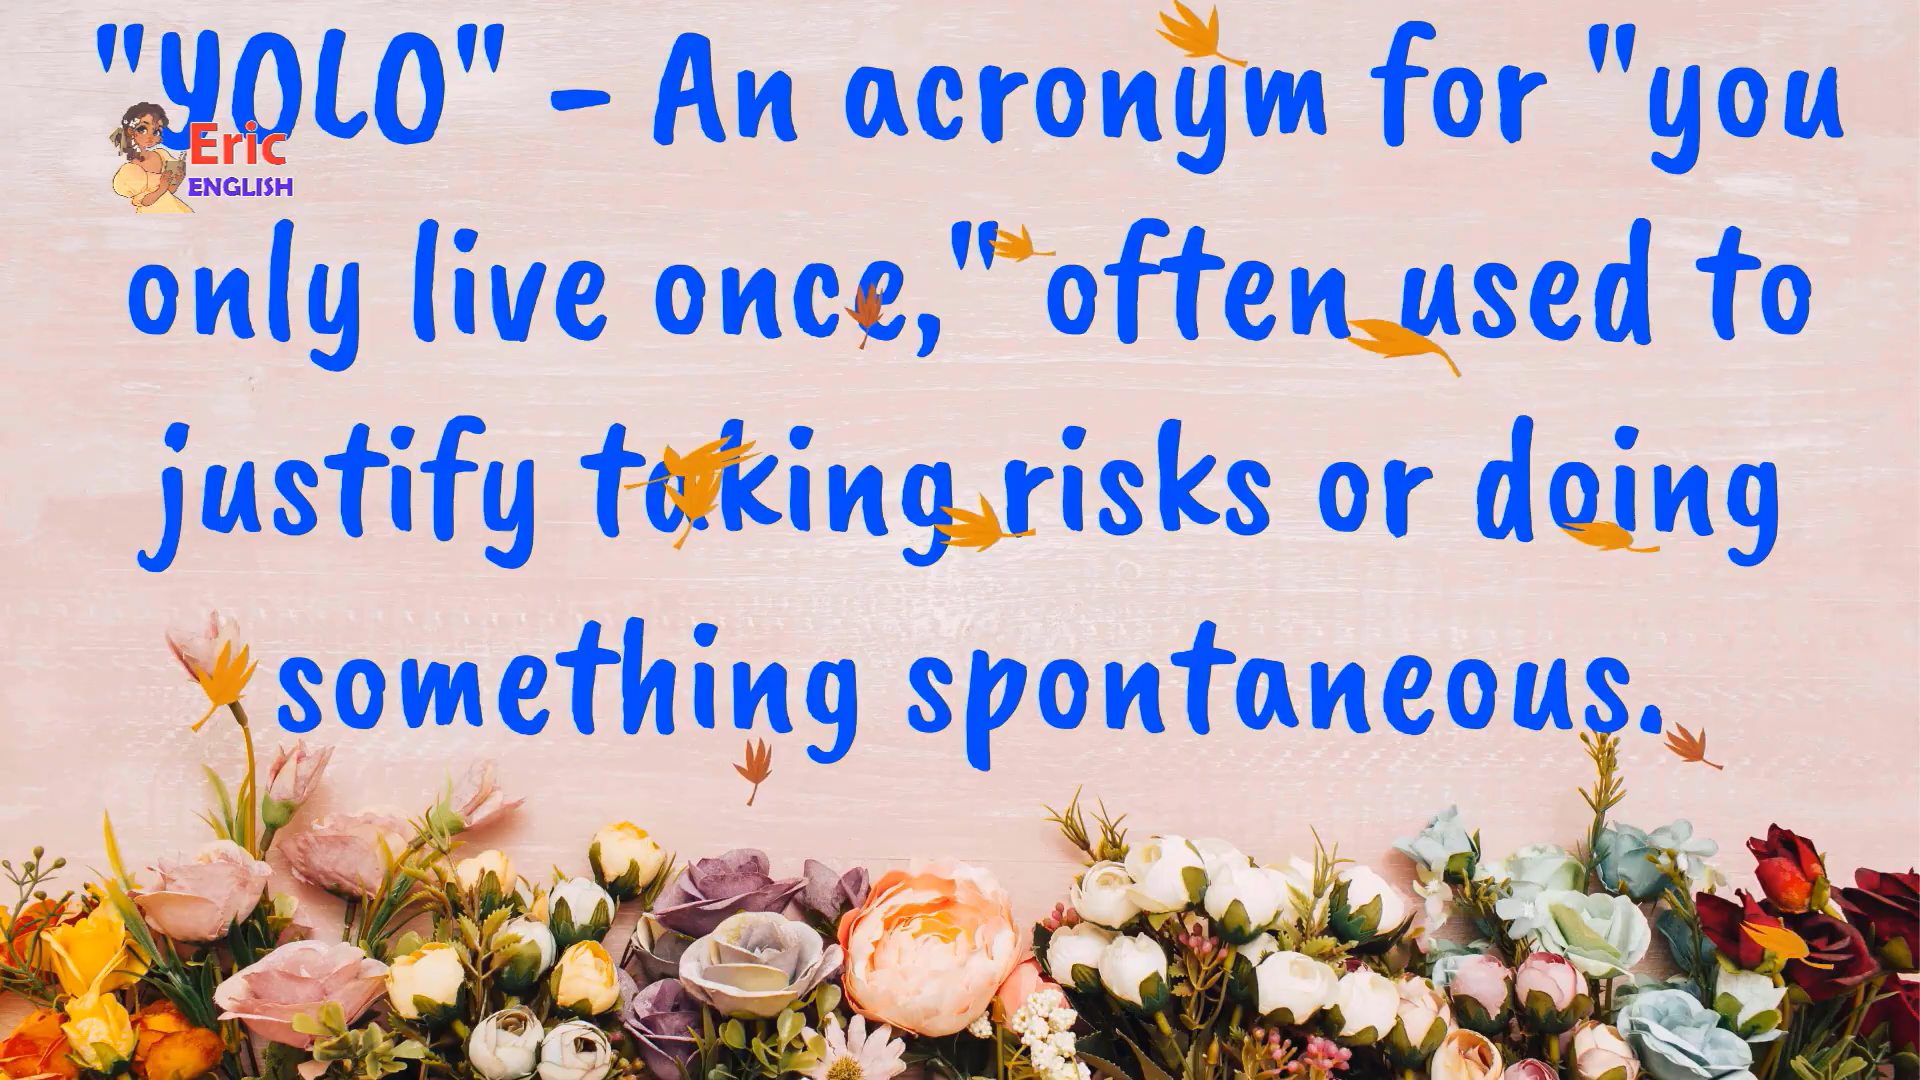 "YOLO" - An acronym for "you
Eric
ENGLISH
only live once," often used to
justify taking risks or doing
something spontaneous.